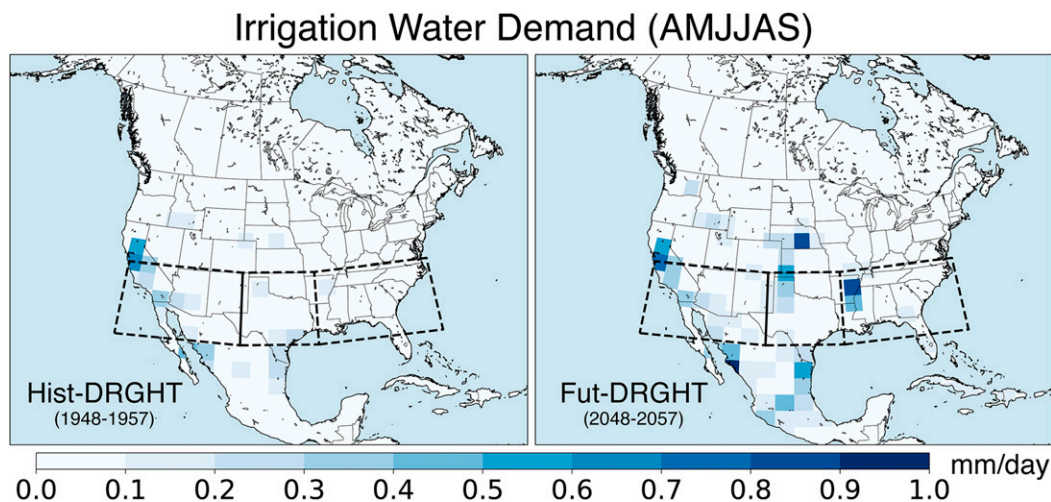 Irrigation Water Demand (AMJJAS)
Hist-DRGHT
(1948-1957)
Fut-DRGHT
(2048-2057)
0.0 0.1 0.2 0.3 0.4 0.5 0.6 0.7 0.8 0.9 1.0 mm/day